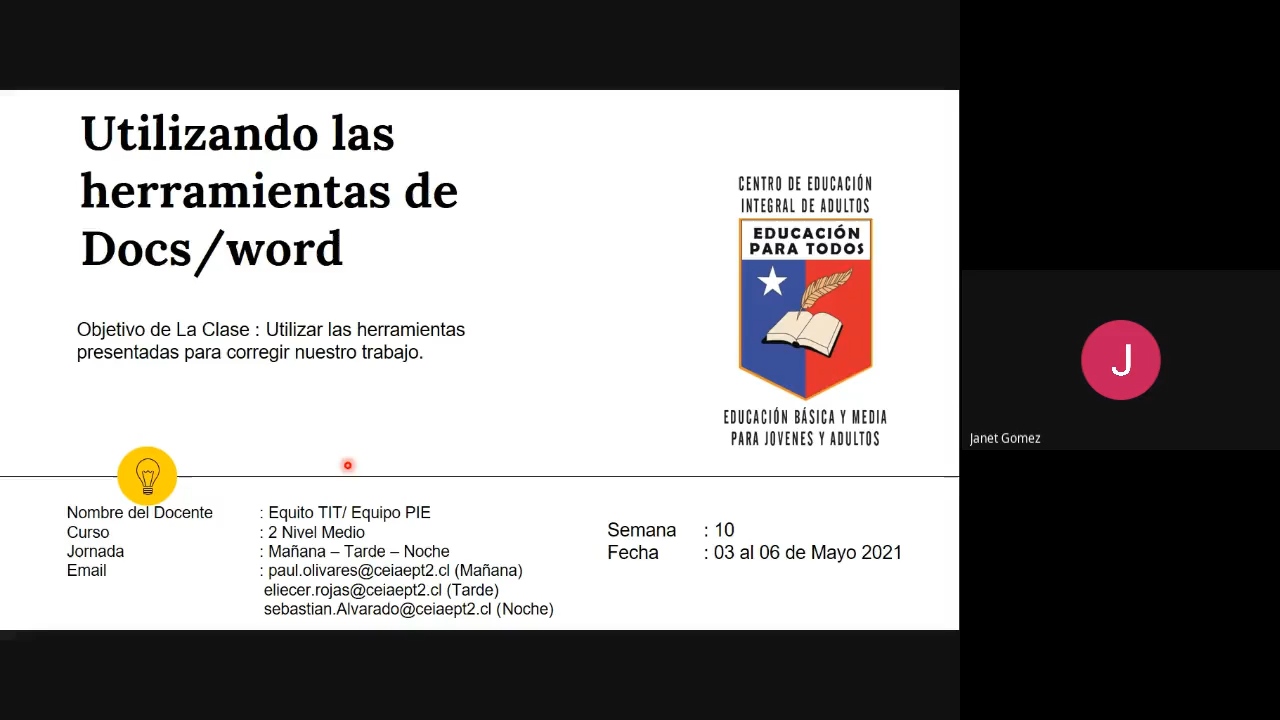 Utilizando las
herramientas de
Docs/word
Objetivo de La Clase : Utilizar las herramientas
presentadas para corregir nuestro trabajo.
CENTRO DE EDUCACIÓN
INTEGRAL DE ADULTOS
EDUCACIÓN
PARA TODOS
EDUCACIÓN BÁSICA Y MEDIA
PARA JOVENES Y ADULTOS
Nombre del Docente : Equito TIT/ Equipo PIE
Curso : 2 Nivel Medio
Jornada : Mañana – Tarde – Noche
Email : paul.olivares@ceiaept2.cl (Mañana)
eliecer.rojas@ceiaept2.cl (Tarde)
sebastian.Alvarado@ceiaept2.cl (Noche)
Semana : 10
Fecha : 03 al 06 de Mayo 2021
J
Janet Gomez